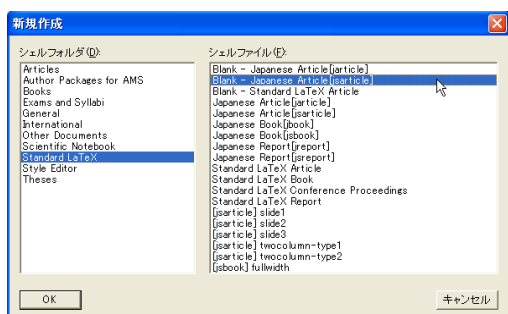 新規作成
シェルフォルダ(D):
Articles
Author Packages for AMS
Books
Exams and Syllabi
General
International
Other Documents
Scientific Notebook
Standard LaTeX
Style Editor
Theses
シェルファイル(F):
Blank - Japanese Article[jarticle]
Blank - Japanese Article[jsarticle]
Blank - Standard LaTeX Article
Japanese Article[jarticle]
Japanese Article[jsarticle]
Japanese Book[jbook]
Japanese Book[jsbook]
Japanese Report[jreport]
Japanese Report[jsreport]
Standard LaTeX Article
Standard LaTeX Book
Standard LaTeX Conference Proceedings
Standard LaTeX Report
[jsarticle] slide1
[jsarticle] slide2
[jsarticle] slide3
[jsarticle] twocolumn-type1
[jsarticle] twocolumn-type2
[jsbook] fullwidth
OK
キャンセル